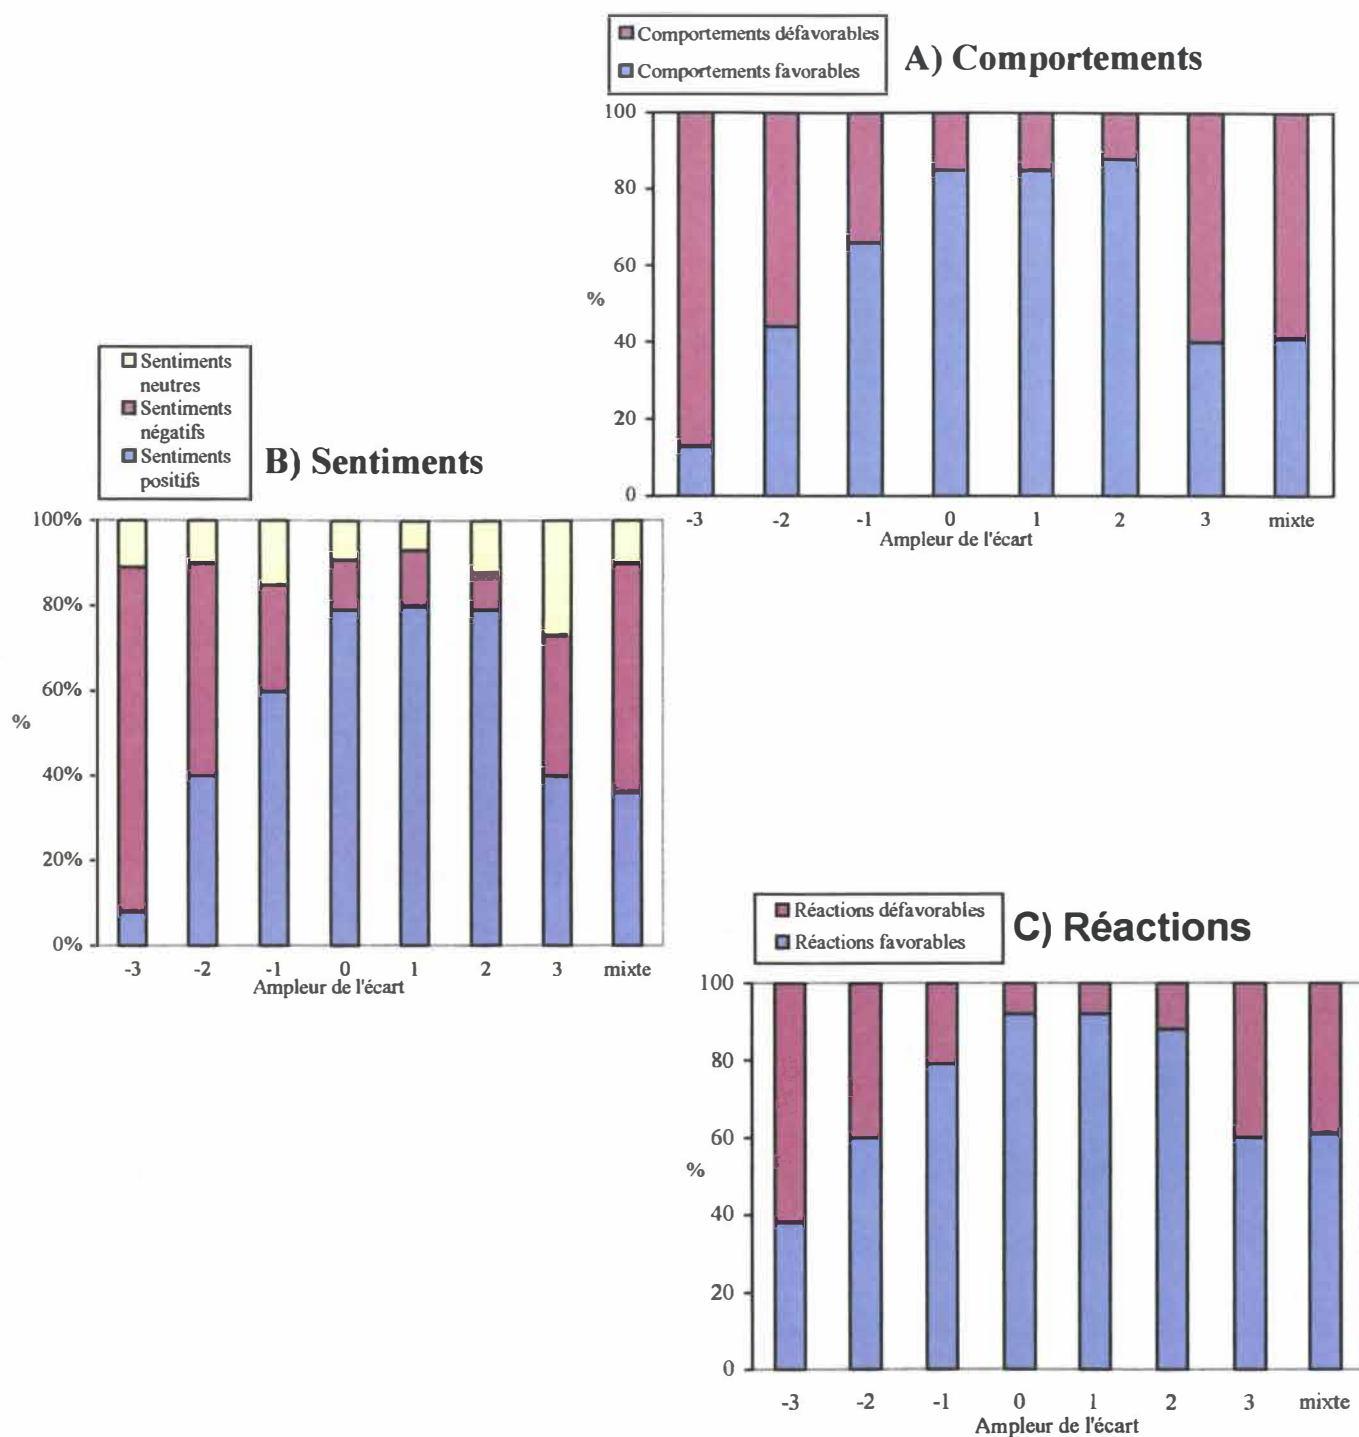 Comportements défavorables
Comportements favorables
A) Comportements
100
80
60
40
20
0
%
-3 -2 -1 0 1 2 3 mixte
Ampleur de l'écart
Sentiments
neutres
Sentiments
négatifs
Sentiments
positifs
B) Sentiments
100%
80%
60%
40%
20%
0%
%
-3 -2 -1 0 1 2 3 mixte
Ampleur de l'écart
Réactions défavorables
Réactions favorables
C) Réactions
100
80
60
40
20
0
%
-3 -2 -1 0 1 2 3 mixte
Ampleur de l'écart